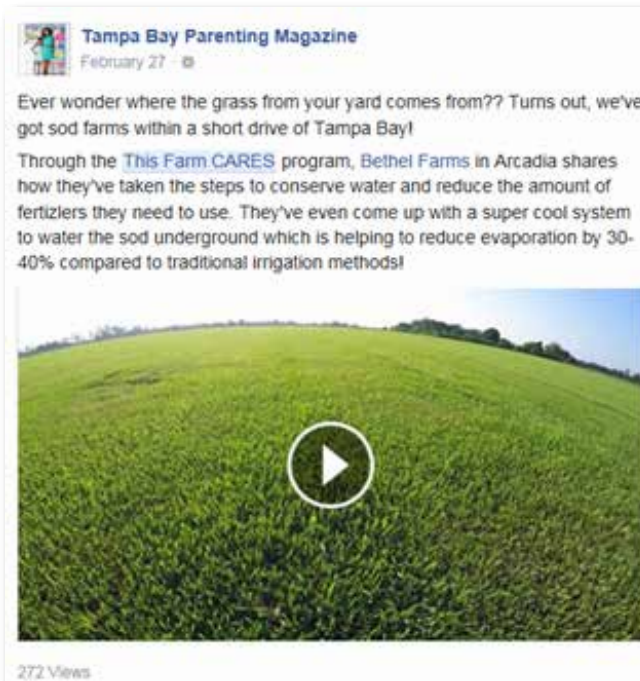 Tampa Bay Parenting Magazine
February 27
Ever wonder where the grass from your yard comes from?? Turns out, we've
got sod farms within a short drive of Tampa Bay!
Through the This Farm CARES program, Bethel Farms in Arcadia shares
how they've taken the steps to conserve water and reduce the amount of
fertizlers they need to use. They've even come up with a super cool system
to water the sod underground which is helping to reduce evaporation by 30-
40% compared to traditional irrigation methods!
272 Views